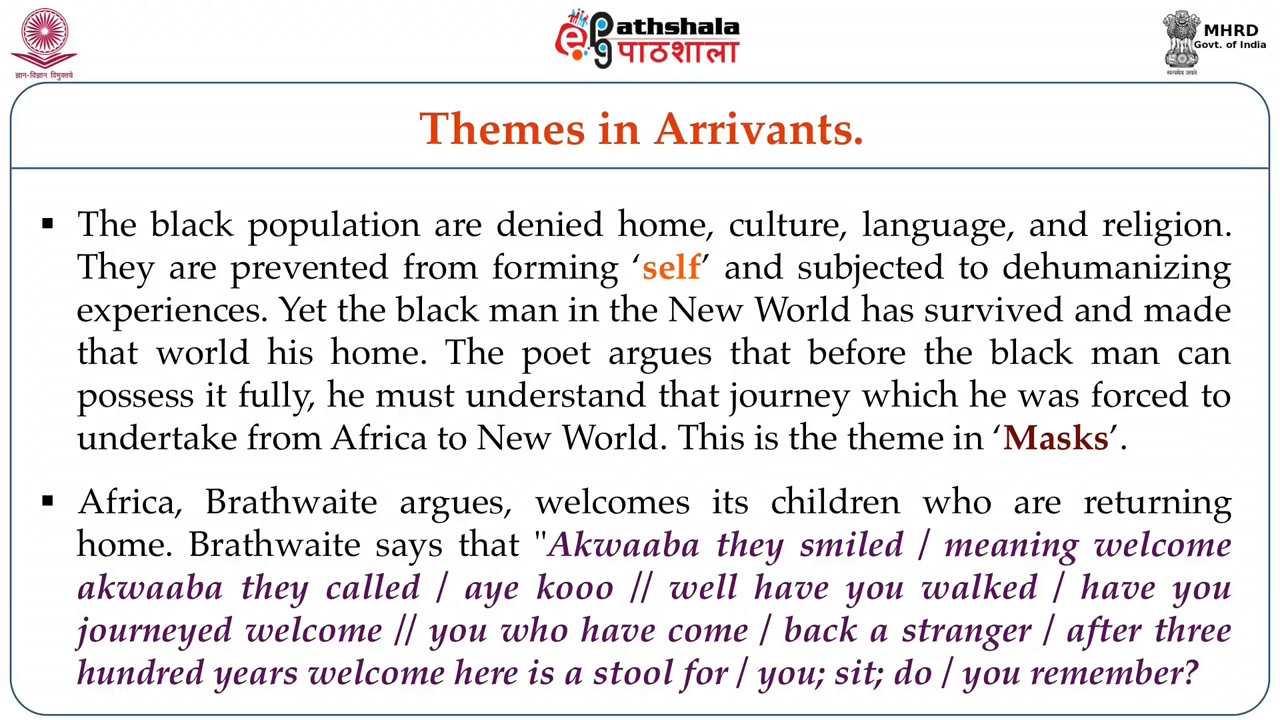 ज्ञान-विज्ञान विमुक्तये
ePg Pathshala
पाठशाला
MHRD
Govt. of India
सत्यमेव जयते
Themes in Arrivants.
▪ The black population are denied home, culture, language, and religion.
They are prevented from forming ‘self’ and subjected to dehumanizing
experiences. Yet the black man in the New World has survived and made
that world his home. The poet argues that before the black man can
possess it fully, he must understand that journey which he was forced to
undertake from Africa to New World. This is the theme in ‘Masks’.
▪ Africa, Brathwaite argues, welcomes its children who are returning
home. Brathwaite says that "Akwaaba they smiled / meaning welcome
akwaaba they called / aye kooo // well have you walked / have you
journeyed welcome // you who have come / back a stranger / after three
hundred years welcome here is a stool for / you; sit; do / you remember?